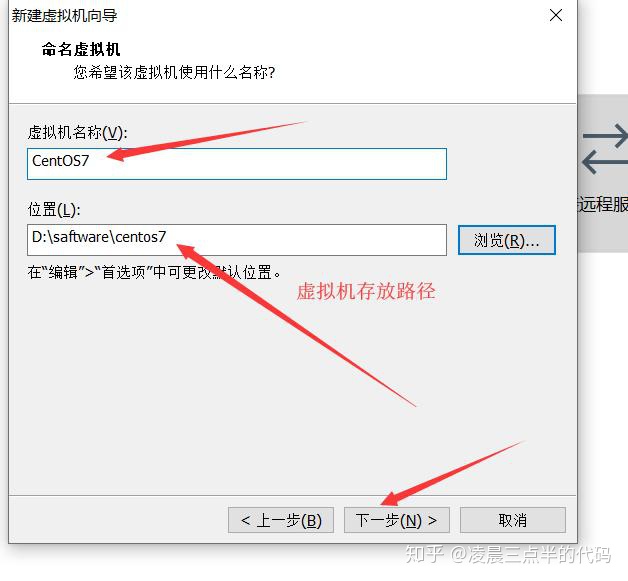 新建虚拟机向导
命名虚拟机
您希望该虚拟机使用什么名称?
虚拟机名称(V):
CentOS7
位置(L):
D:\saftware\centos7
浏览(R)...
在“编辑”>“首选项”中可更改默认位置。
虚拟机存放路径
远程服
< 上一步(B)
下一步(N) >
取消
知乎 @凌晨三点半的代码